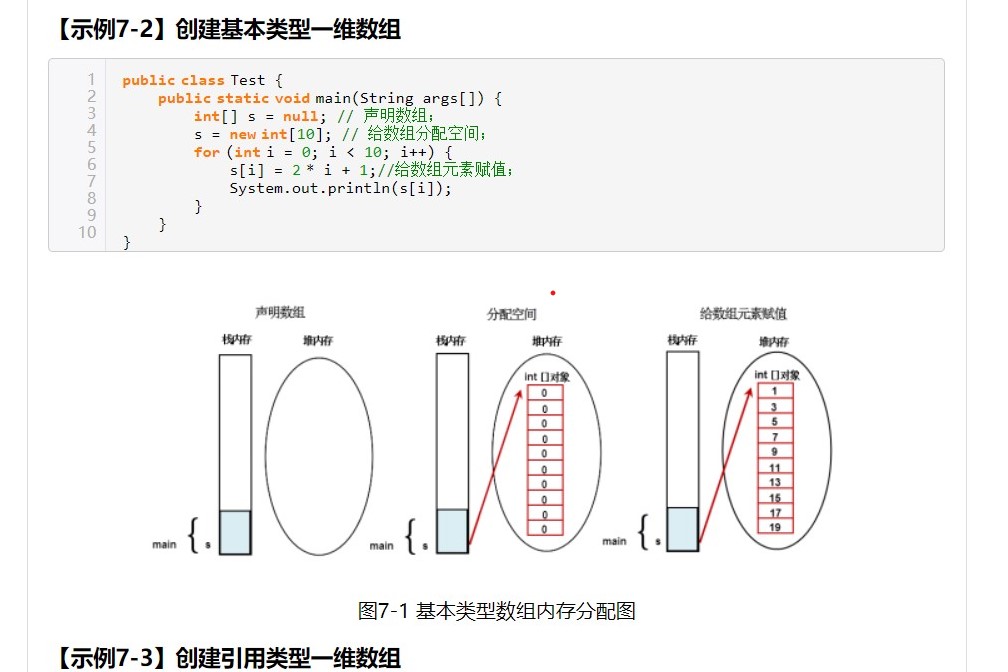 【示例7-2】创建基本类型一维数组
1 public class Test {
2 public static void main(String args[]) {
3 int[] s = null; // 声明数组;
4 s = new int[10]; // 给数组分配空间;
5 for (int i = 0; i < 10; i++) {
6 s[i] = 2 * i + 1;//给数组元素赋值;
7 System.out.println(s[i]);
8 }
9 }
10 }
声明数组
栈内存 堆内存
main { s
分配空间
栈内存 堆内存
int []对象
0
0
0
0
0
0
0
0
0
0
main { s
给数组元素赋值
栈内存 堆内存
int []对象
1
3
5
7
9
11
13
15
17
19
main { s
图7-1 基本类型数组内存分配图
【示例7-3】创建引用类型一维数组